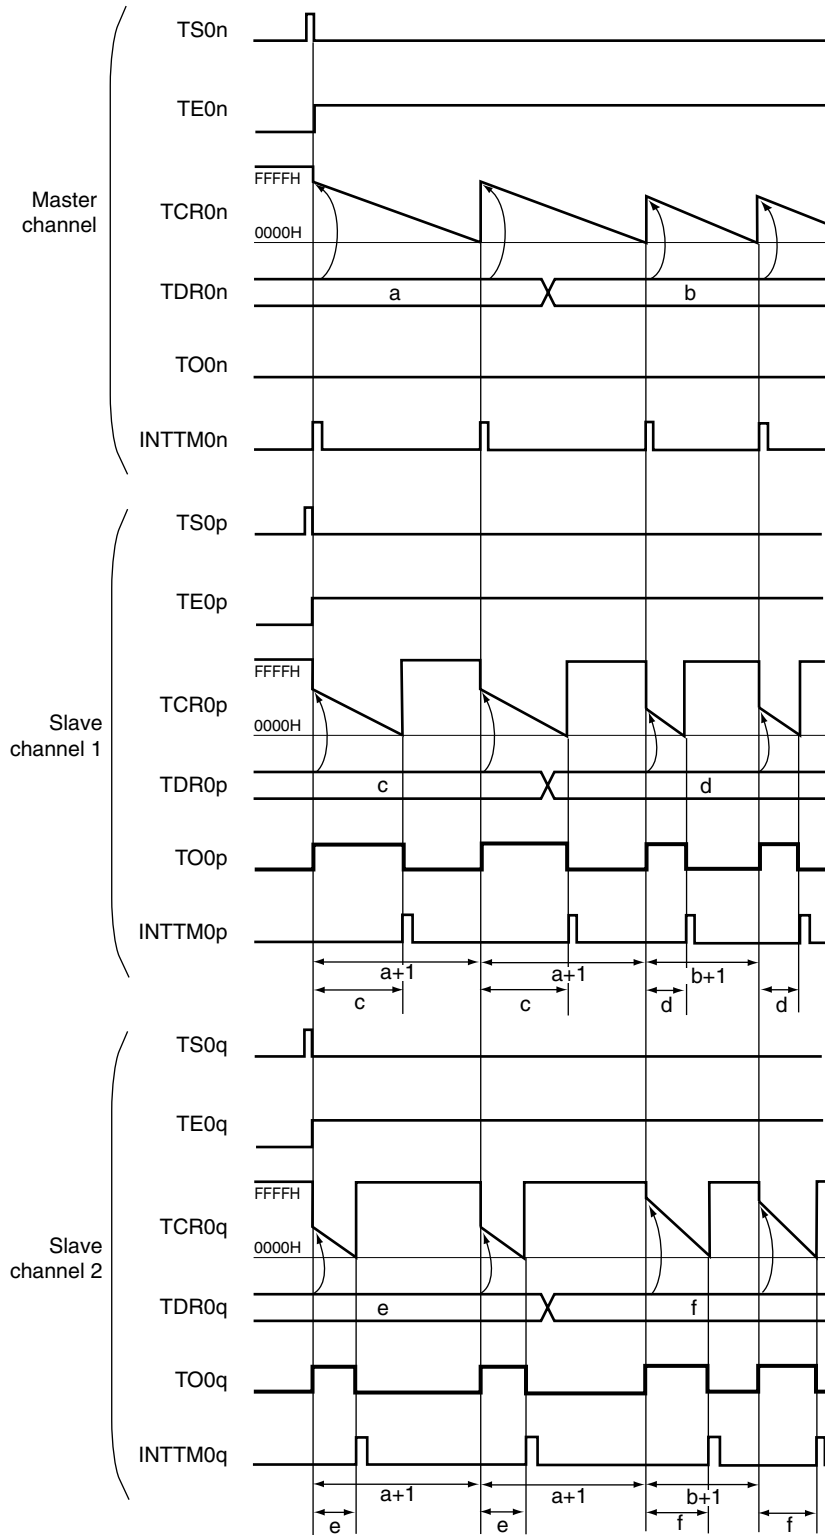 TS0n
TE0n
Master
channel
FFFFH
TCR0n
0000H
TDR0n
a
b
TO0n
INTTM0n
TS0p
TE0p
Slave
channel 1
FFFFH
TCR0p
0000H
TDR0p
c
d
TO0p
INTTM0p
a+1
a+1
b+1
c
c
d
d
TS0q
TE0q
Slave
channel 2
FFFFH
TCR0q
0000H
TDR0q
e
f
TO0q
INTTM0q
a+1
a+1
b+1
e
e
f
f